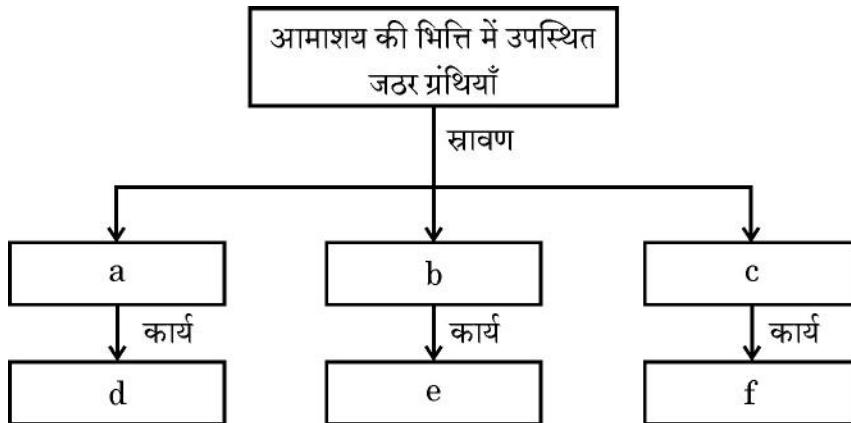 आमाशय की भित्ति में उपस्थित
जठर ग्रंथियाँ
स्रावण
a
b
c
कार्य
कार्य
कार्य
d
e
f